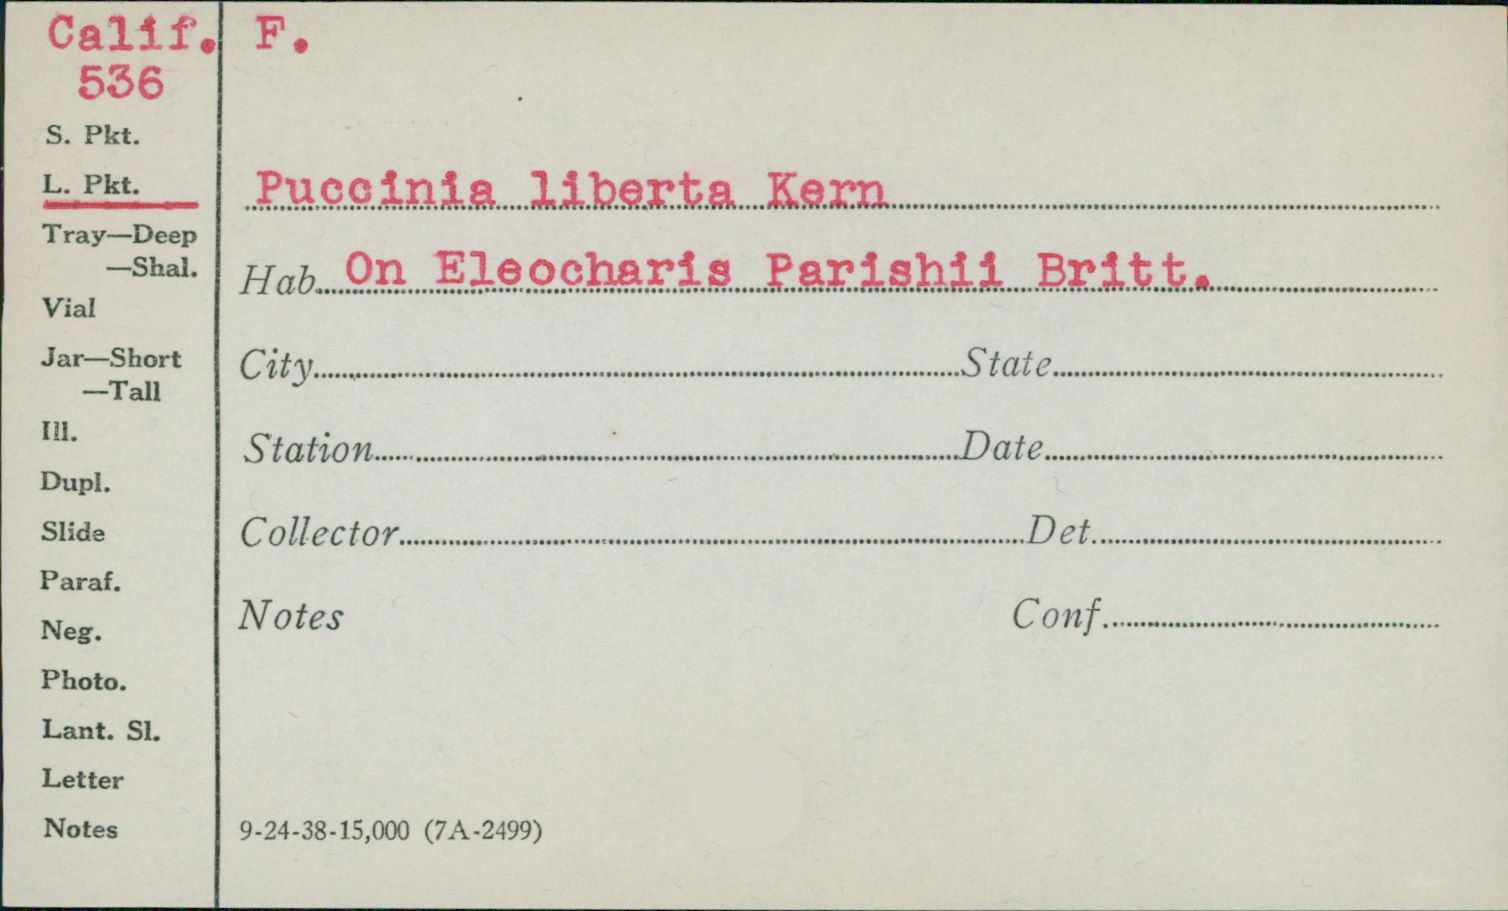 Calif. F.
536
S. Pkt.
L. Pkt.
Puccinia liberta Kern
Tray—Deep
—Shal.
Hab. On Eleocharis Parishii Britt.
Vial
Jar—Short
—Tall
City State
Ill.
Station Date
Dupl.
Slide
Collector Det.
Paraf.
Neg.
Notes Conf.
Photo.
Lant. Sl.
Letter
Notes
9-24-38-15,000 (7A-2499)